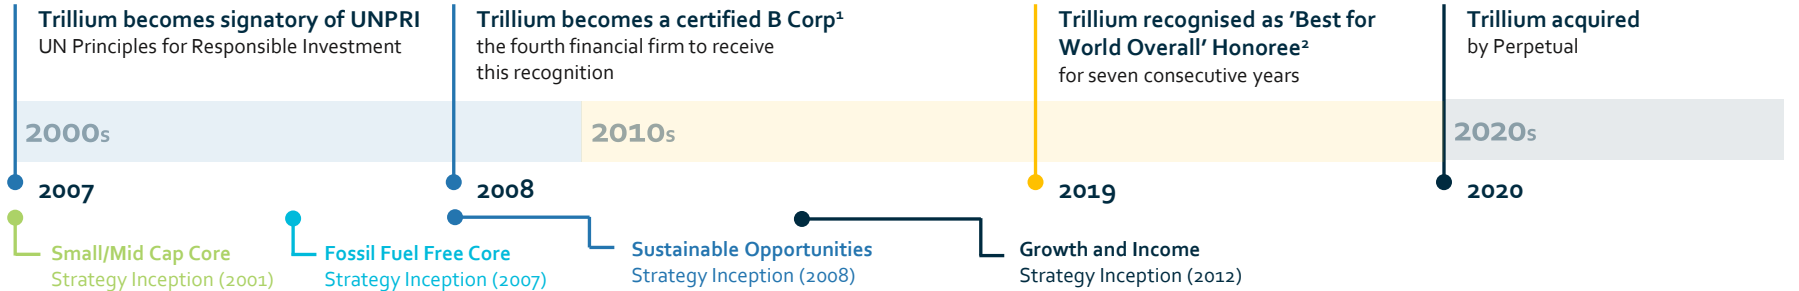 Trillium becomes signatory of UNPRI
UN Principles for Responsible Investment
Trillium becomes a certified B Corp¹
the fourth financial firm to receive
this recognition
Trillium recognised as ’Best for
World Overall’ Honoree²
for seven consecutive years
Trillium acquired
by Perpetual
2000s
2010s
2020s
2007
2008
2019
2020
Small/Mid Cap Core
Strategy Inception (2001)
Fossil Fuel Free Core
Strategy Inception (2007)
Sustainable Opportunities
Strategy Inception (2008)
Growth and Income
Strategy Inception (2012)